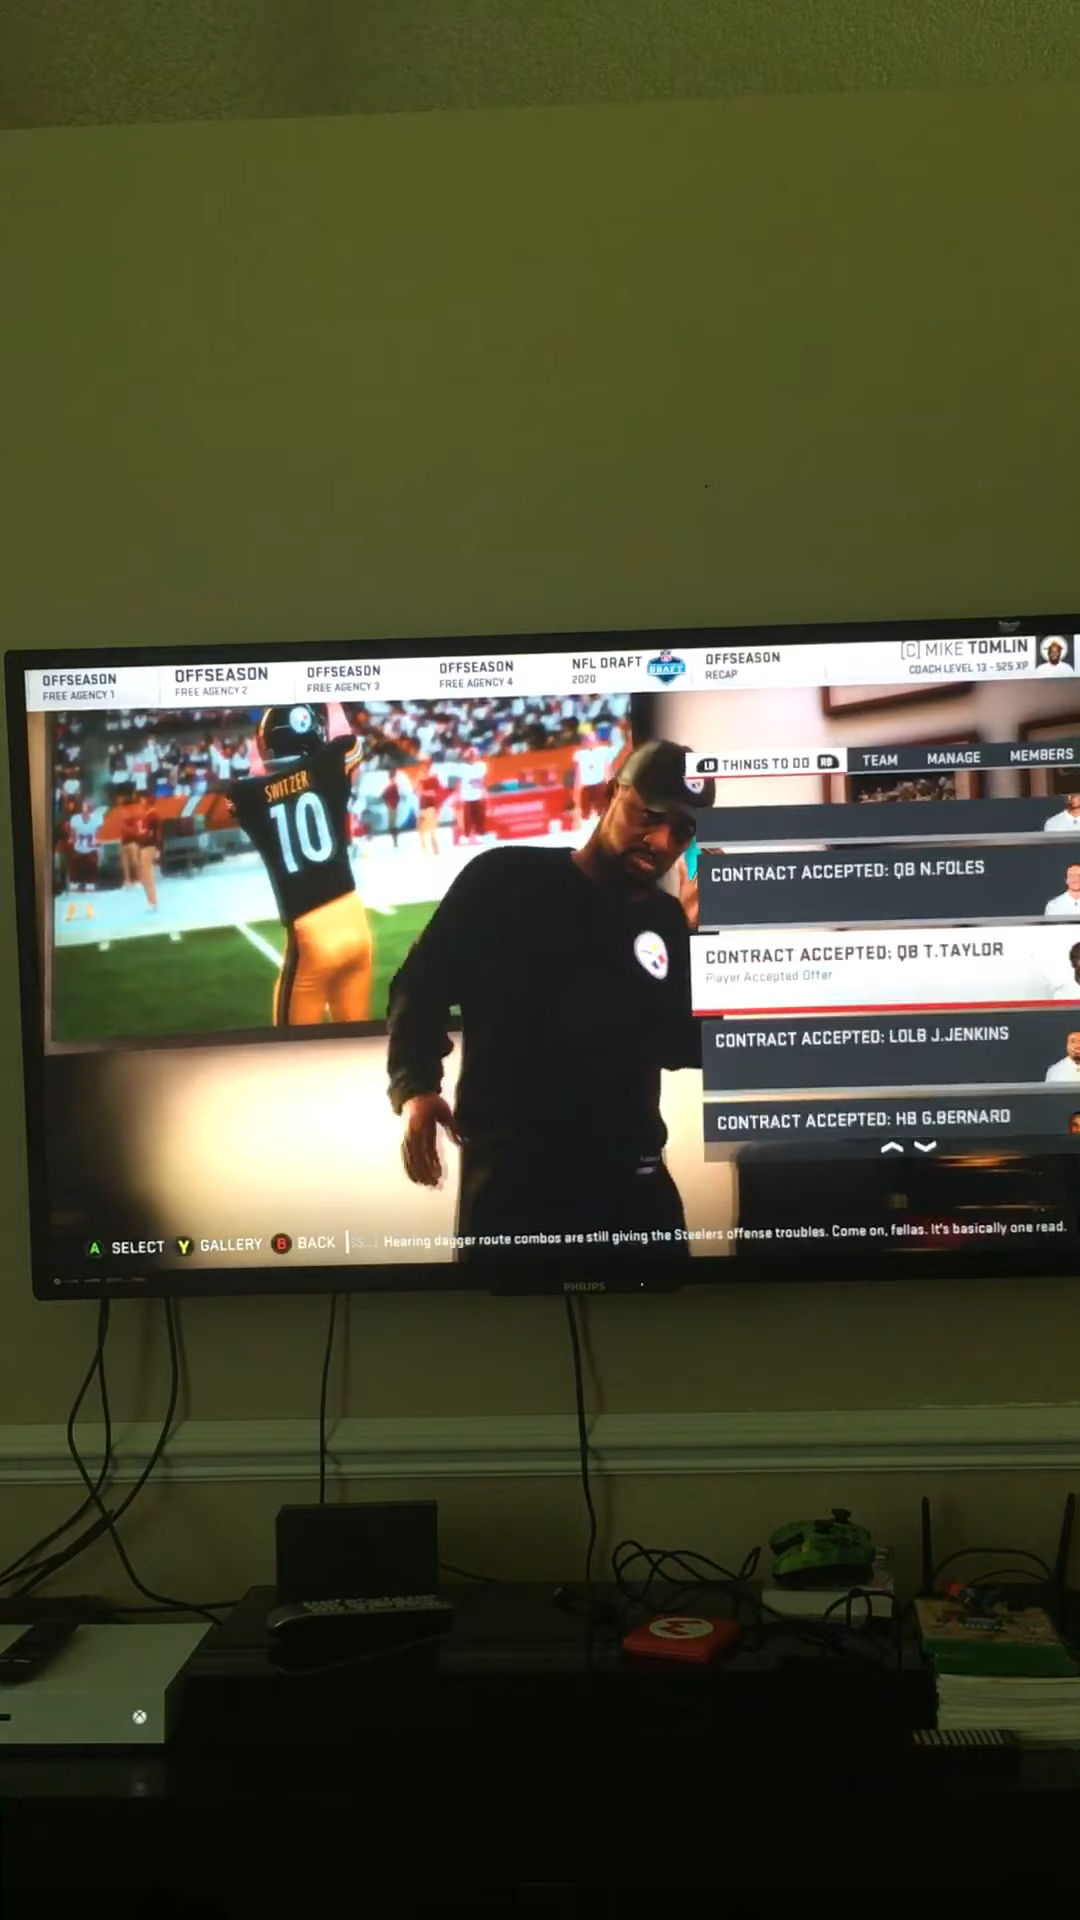 OFFSEASON
FREE AGENCY 1
OFFSEASON
FREE AGENCY 2
OFFSEASON
FREE AGENCY 3
OFFSEASON
FREE AGENCY 4
NFL DRAFT
2020
DRAFT
OFFSEASON
RECAP
[C] MIKE TOMLIN
COACH LEVEL 13 - 525 XP
LB THINGS TO DO RB TEAM MANAGE MEMBERS
SWITZER
10
CONTRACT ACCEPTED: QB N.FOLES
CONTRACT ACCEPTED: QB T.TAYLOR
Player Accepted Offer
CONTRACT ACCEPTED: LOLB J.JENKINS
CONTRACT ACCEPTED: HB G.BERNARD
A SELECT Y GALLERY B BACK
Hearing dagger route combos are still giving the Steelers offense troubles. Come on, fellas. It's basically one read.
PHILIPS
M